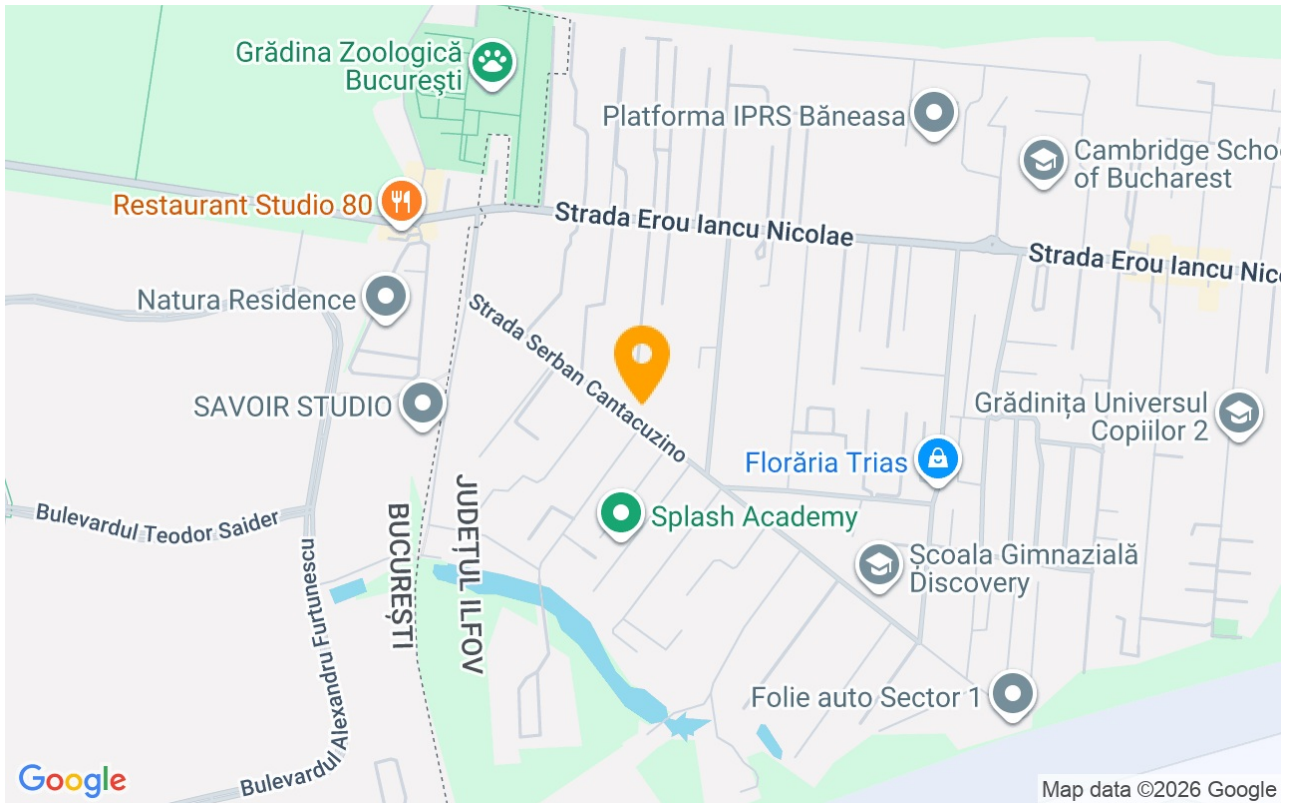 Grădina Zoologică
București
Platforma IPRS Băneasa
Cambridge Scho
of Bucharest
Restaurant Studio 80
Strada Erou Iancu Nicolae
Strada Erou Iancu Nic
Natura Residence
Strada Serban Cantacuzino
SAVOIR STUDIO
Grădinița Universul
Copiilor 2
Florăria Trias
Bulevardul Teodor Saider
BUCUREȘTI
JUDEȚUL ILFOV
Splash Academy
Școala Gimnazială
Discovery
Bulevardul Alexandru Furtunescu
Folie auto Sector 1
Google
Map data ©2026 Google